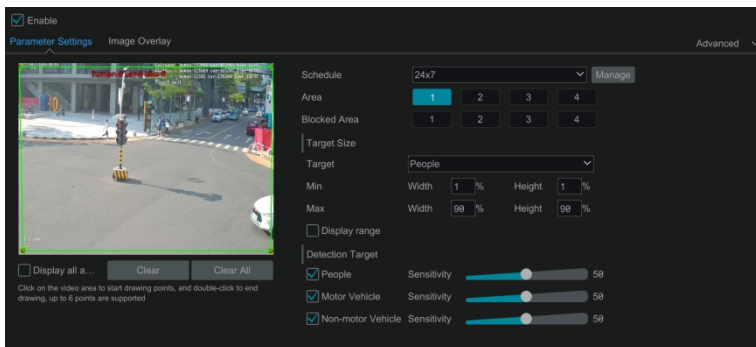 Enable
Parameter Settings Image Overlay
Advanced
Schedule 24x7 Manage
Area 1 2 3 4
Blocked Area 1 2 3 4
Target Size
Target People
Min Width 1 % Height 1 %
Max Width 90 % Height 90 %
Display range
Detection Target
Display all a... Clear Clear All
People Sensitivity 50
Click on the video area to start drawing points, and double-click to end
drawing, up to 6 points are supported
Motor Vehicle Sensitivity 50
Non-motor Vehicle Sensitivity 50